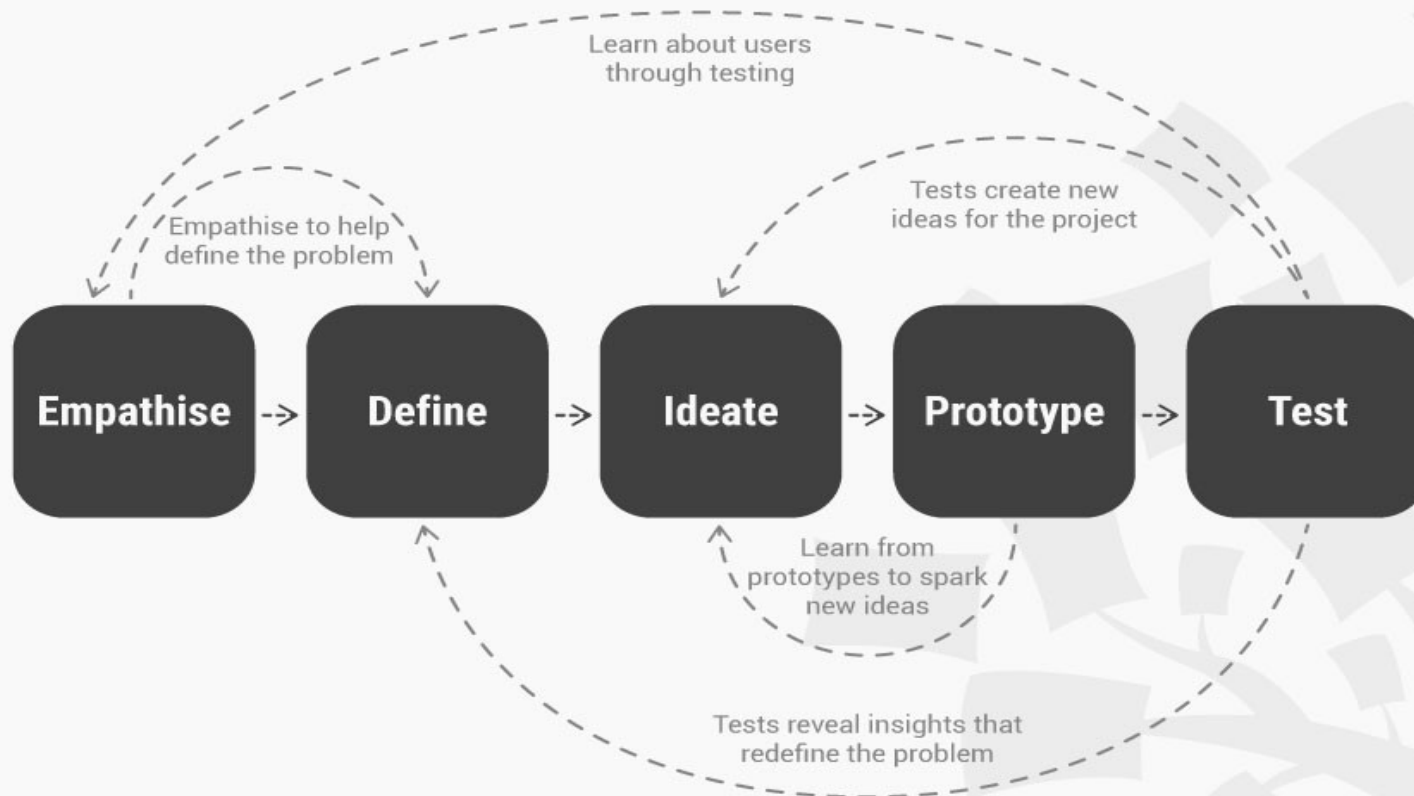 Learn about users
through testing
Tests create new
ideas for the project
Empathise to help
define the problem
Empathise
Define
Ideate
Prototype
Test
Learn from
prototypes to spark
new ideas
Tests reveal insights that
redefine the problem